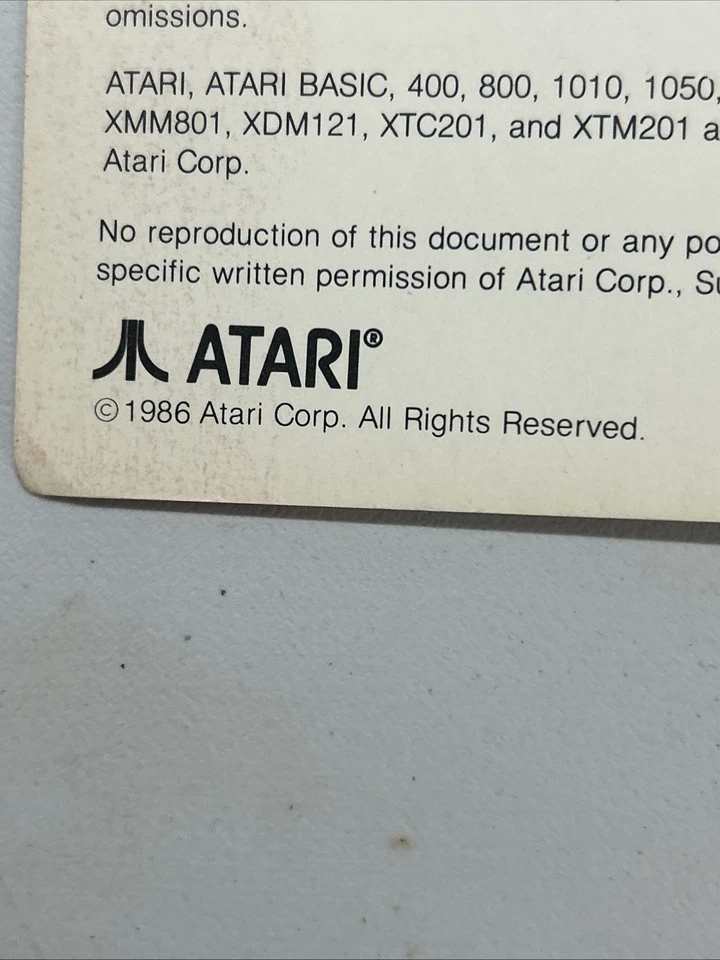 omissions.
ATARI, ATARI BASIC, 400, 800, 1010, 1050,
XMM801, XDM121, XTC201, and XTM201 a
Atari Corp.
No reproduction of this document or any po
specific written permission of Atari Corp., Su
ATARI®
©1986 Atari Corp. All Rights Reserved.